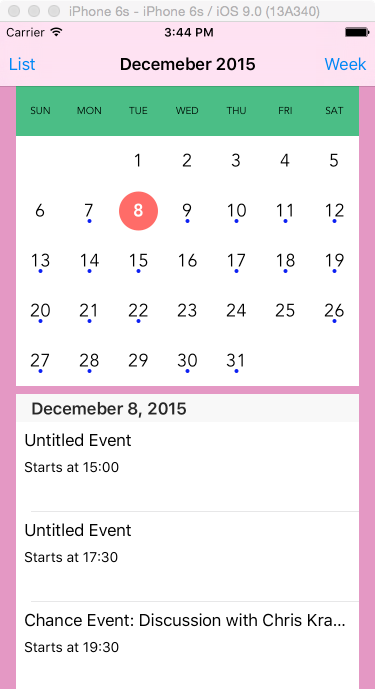 iPhone 6s - iPhone 6s / iOS 9.0 (13A340)
Carrier 3:44 PM
List Decemeber 2015 Week
SUN MON TUE WED THU FRI SAT
1 2 3 4 5
6 7 8 9 10 11 12
13 14 15 16 17 18 19
20 21 22 23 24 25 26
27 28 29 30 31
Decemeber 8, 2015
Untitled Event
Starts at 15:00
Untitled Event
Starts at 17:30
Chance Event: Discussion with Chris Kra...
Starts at 19:30